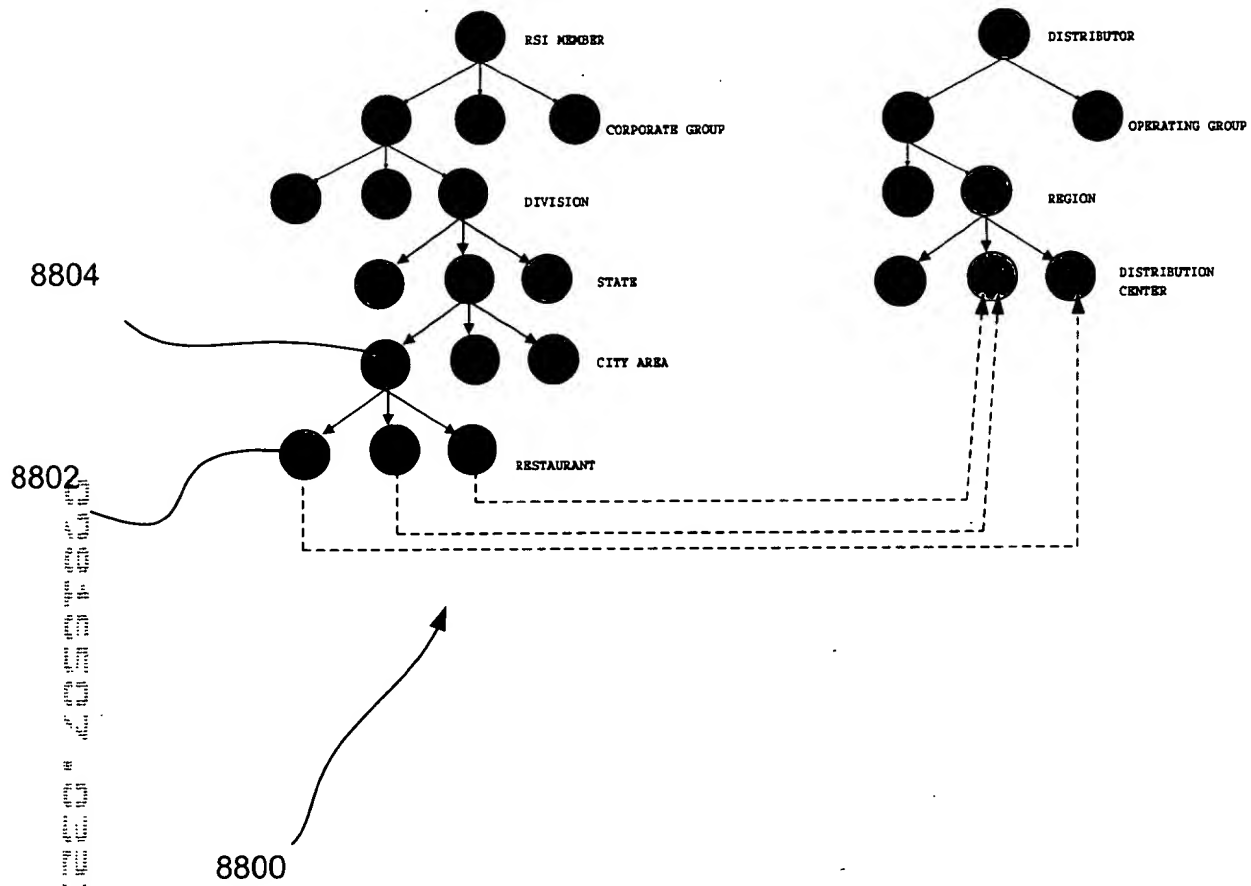 RSI MEMBER
DISTRIBUTOR
CORPORATE GROUP
OPERATING GROUP
DIVISION
REGION
8804
STATE
DISTRIBUTION
CENTER
CITY AREA
8802
RESTAURANT
8800